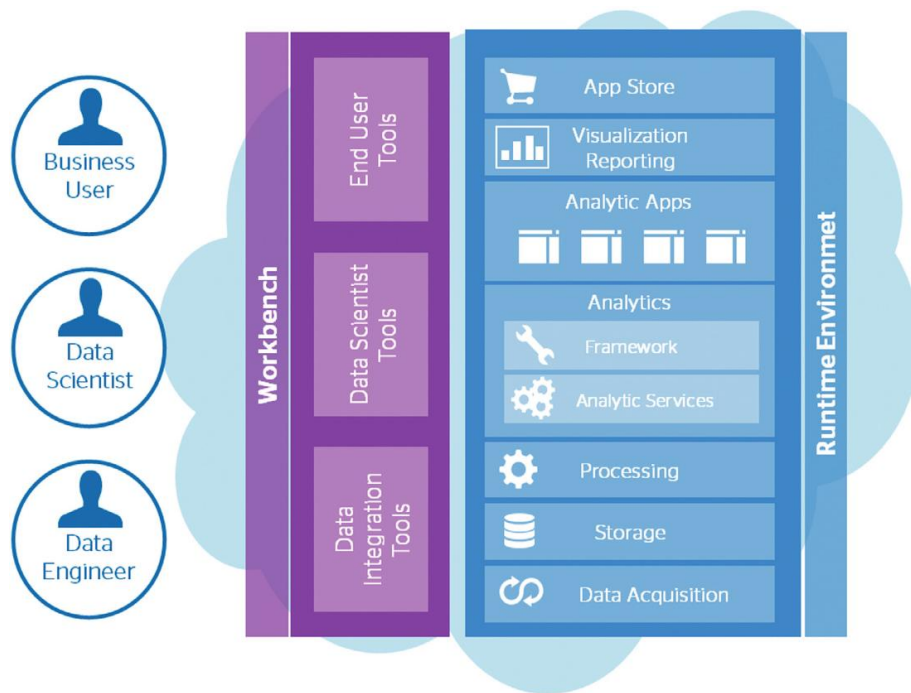 Business
User
Data
Scientist
Data
Engineer
Workbench
End User
Tools
Data Scientist
Tools
Data
Integration
Tools
App Store
Visualization
Reporting
Analytic Apps
Analytics
Framework
Analytic Services
Processing
Storage
Data Acquisition
Runtime Environmet